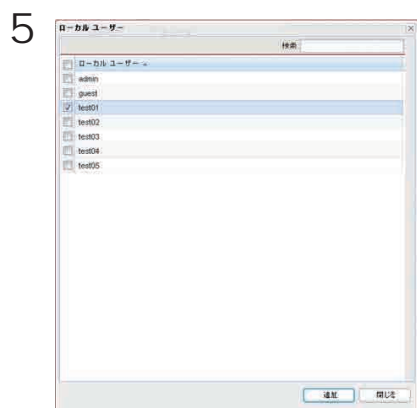 5
ローカル ユーザー
検索
ローカル ユーザー
admin
guest
test01
test02
test03
test04
test05
追加 閉じる